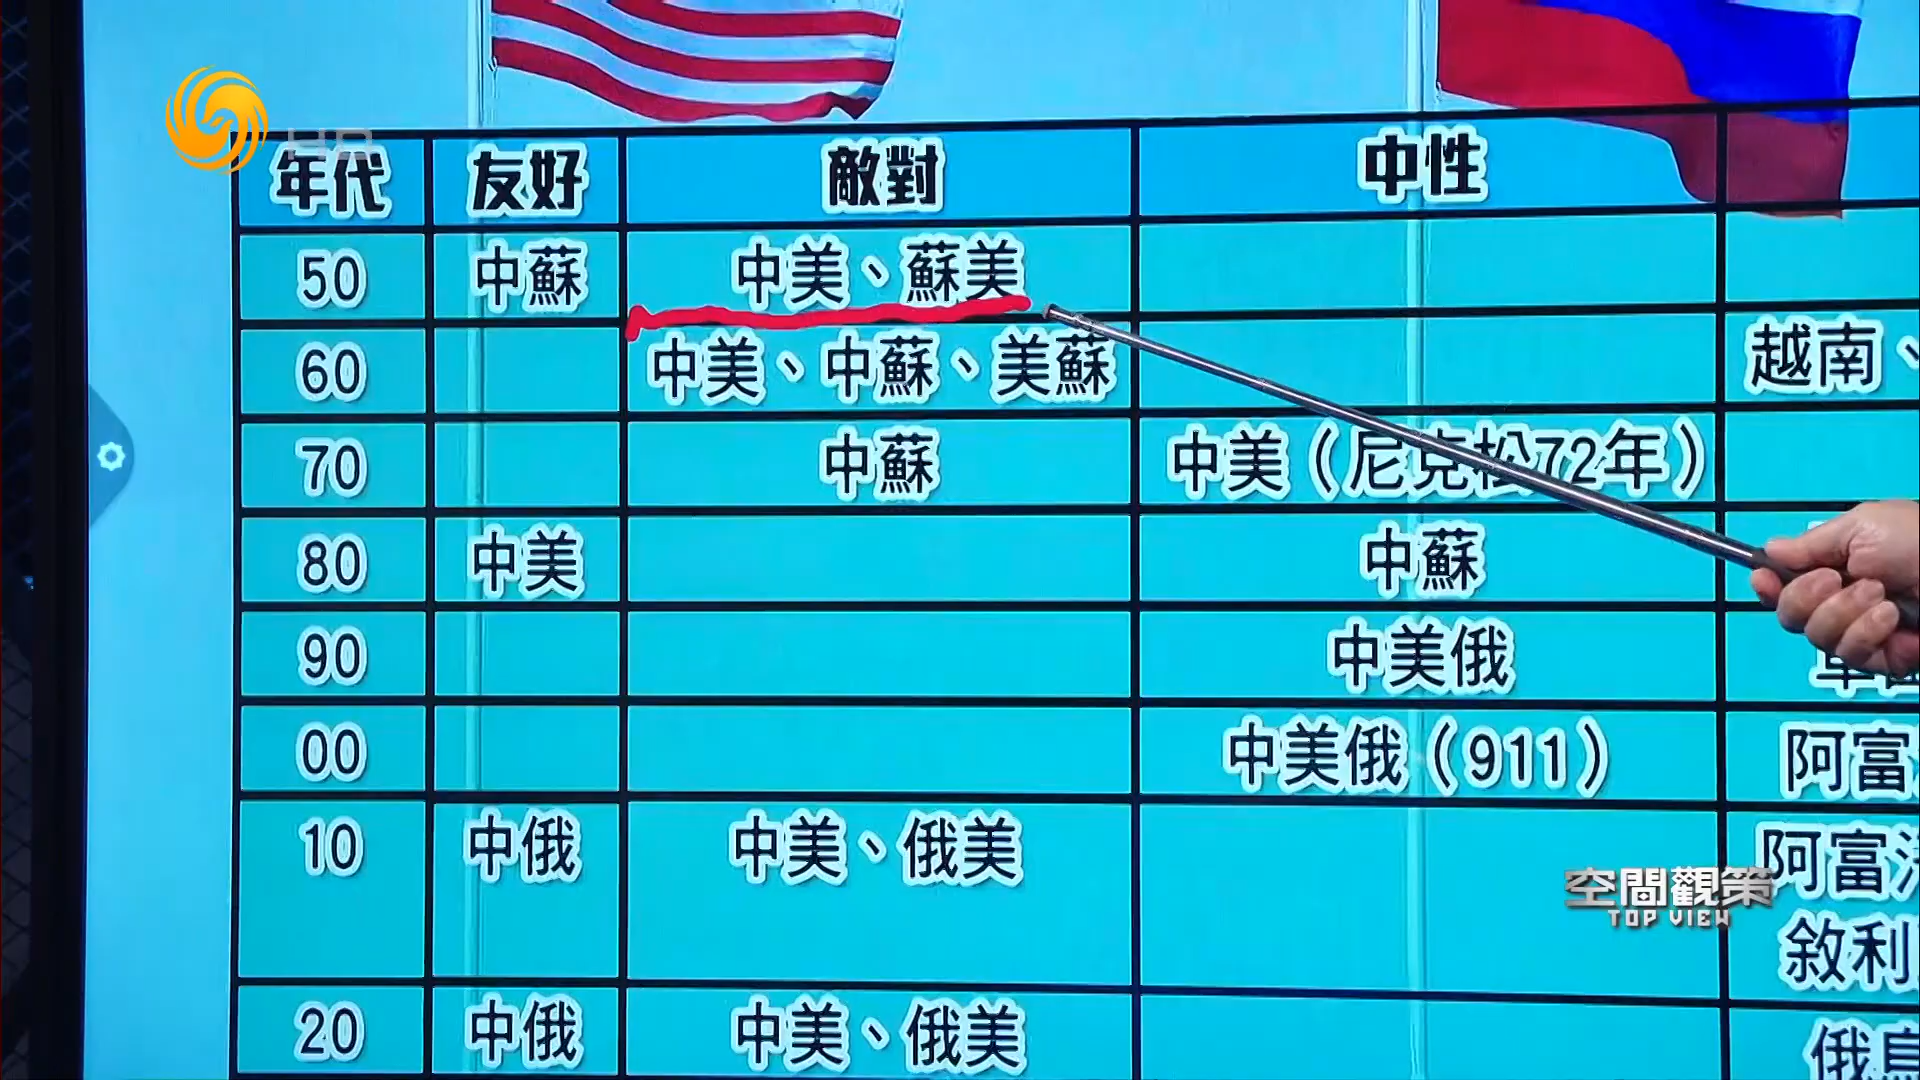 年代 友好 敵對 中性
50 中蘇 中美、蘇美
60 中美、中蘇、美蘇 越南、
70 中蘇 中美（尼克松72年）
80 中美 中蘇
90 中美俄
00 中美俄（911） 阿富
10 中俄 中美、俄美 阿富汗
敘利
20 中俄 中美、俄美 俄烏
空間觀策
TOP VIEW